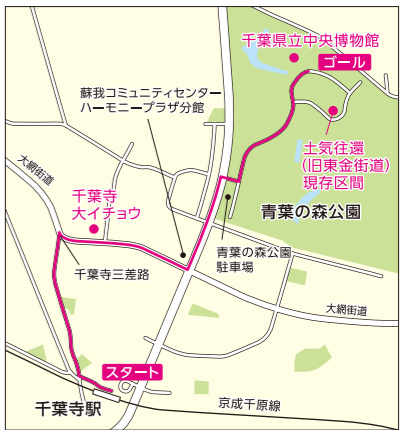 千葉県立中央博物館
ゴール
蘇我コミュニティセンター
ハーモニープラザ分館
土気往還
(旧東金街道)
現存区間
大網街道
千葉寺
大イチョウ
青葉の森公園
千葉寺三差路
青葉の森公園
駐車場
大網街道
スタート
千葉寺駅
京成千原線